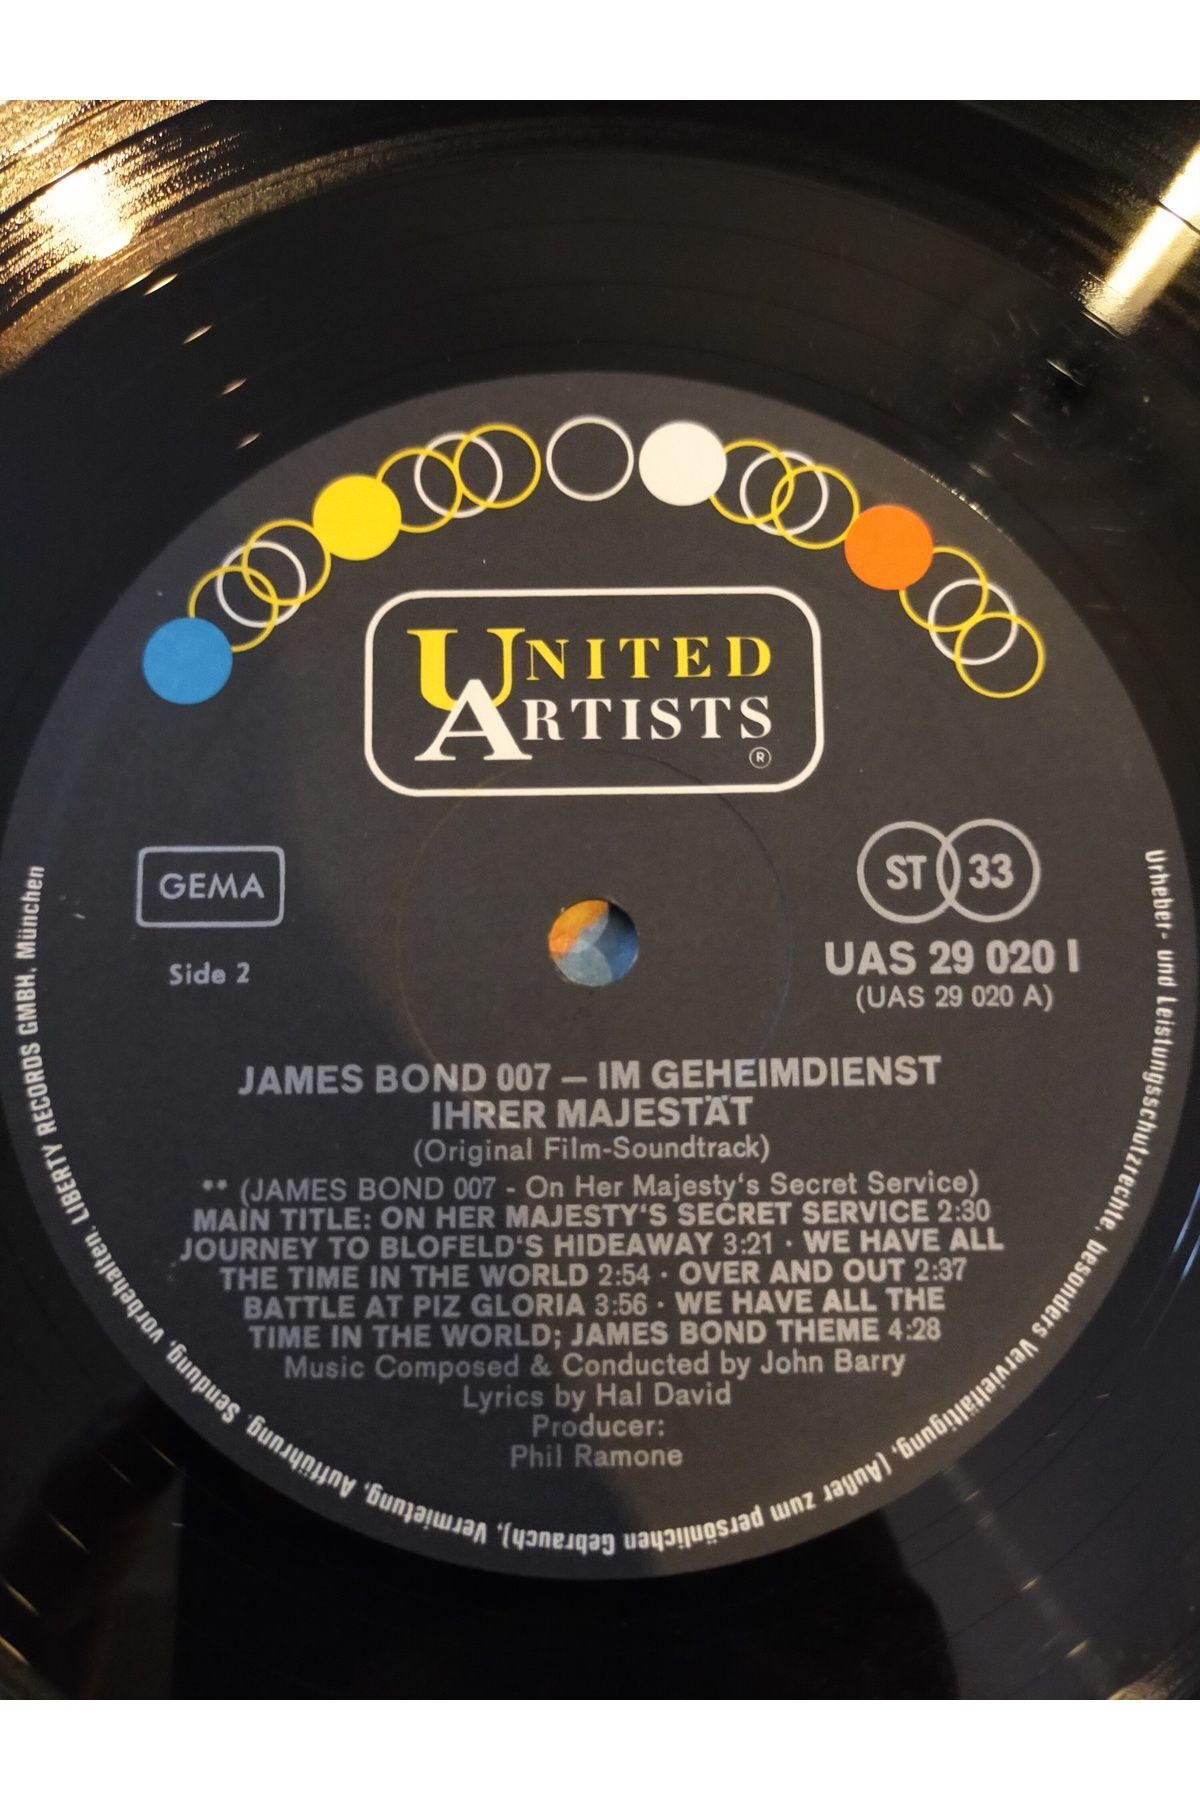 UNITED
ARTISTS
®
GEMA
Side 2
ST 33
UAS 29 020 I
(UAS 29 020 A)
JAMES BOND 007 – IM GEHEIMDIENST
IHRER MAJESTÄT
(Original Film-Soundtrack)
** (JAMES BOND 007 - On Her Majesty's Secret Service)
MAIN TITLE: ON HER MAJESTY'S SECRET SERVICE 2:30
JOURNEY TO BLOFELD'S HIDEAWAY 3:21 · WE HAVE ALL
THE TIME IN THE WORLD 2:54 · OVER AND OUT 2:37
BATTLE AT PIZ GLORIA 3:56 · WE HAVE ALL THE
TIME IN THE WORLD; JAMES BOND THEME 4:28
Music Composed & Conducted by John Barry
Lyrics by Hal David
Producer:
Phil Ramone
Urheber- und Leistungsschutzrechte, besonders Vervielfältigung, (Außer zum persönlichen Gebrauch), Vermietung, Aufführung, Sendung, vorbehalten. LIBERTY RECORDS GMBH, München